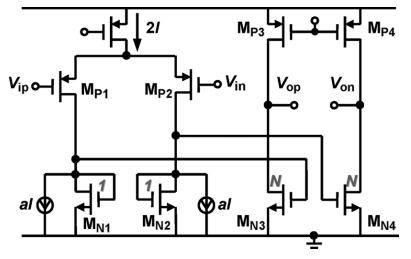 2I
M_P3
M_P4
V_ip
M_P1
M_P2
V_in
V_op
V_on
aI
1
1
aI
N
N
M_N1
M_N2
M_N3
M_N4